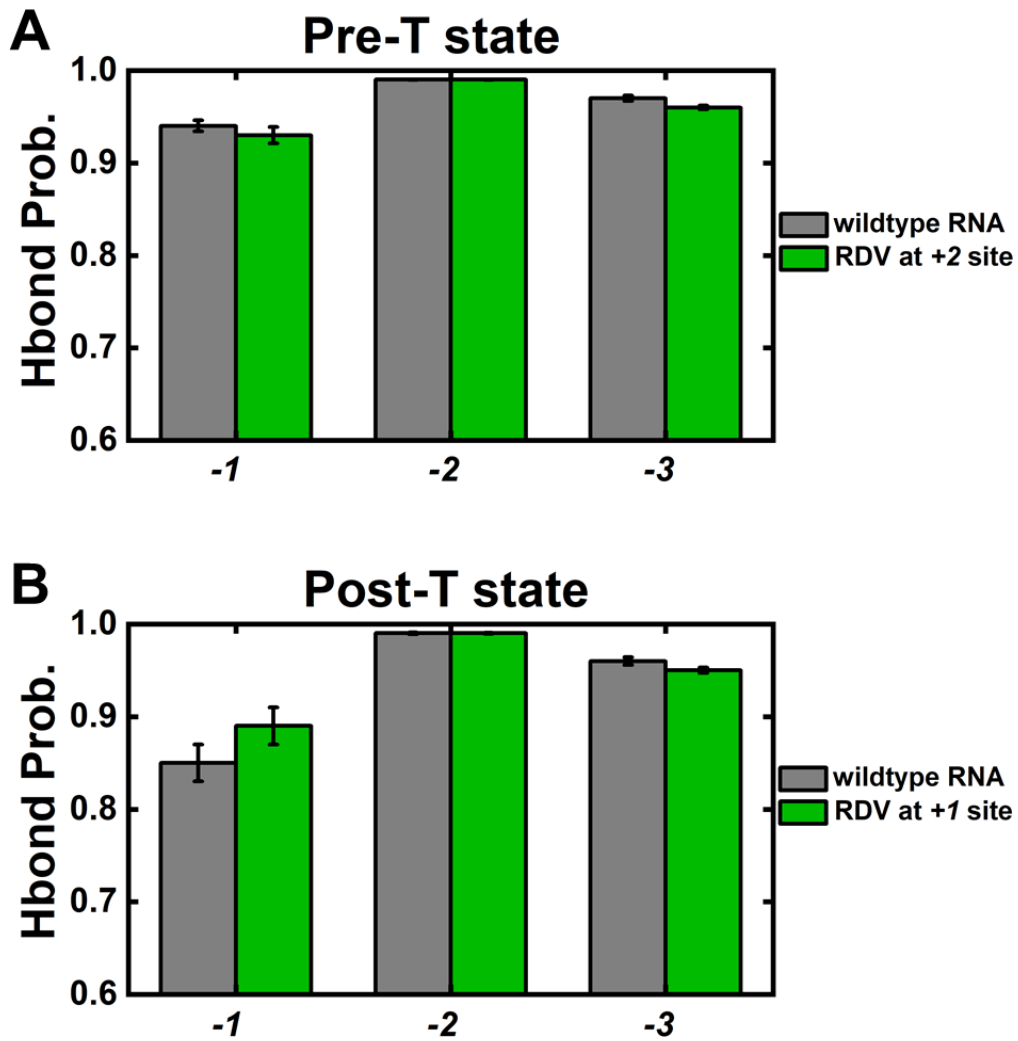 A
Pre-T state
Hbond Prob.
1.0
0.9
0.8
0.7
0.6
-1
-2
-3
wildtype RNA
RDV at +2 site
B
Post-T state
Hbond Prob.
1.0
0.9
0.8
0.7
0.6
-1
-2
-3
wildtype RNA
RDV at +1 site